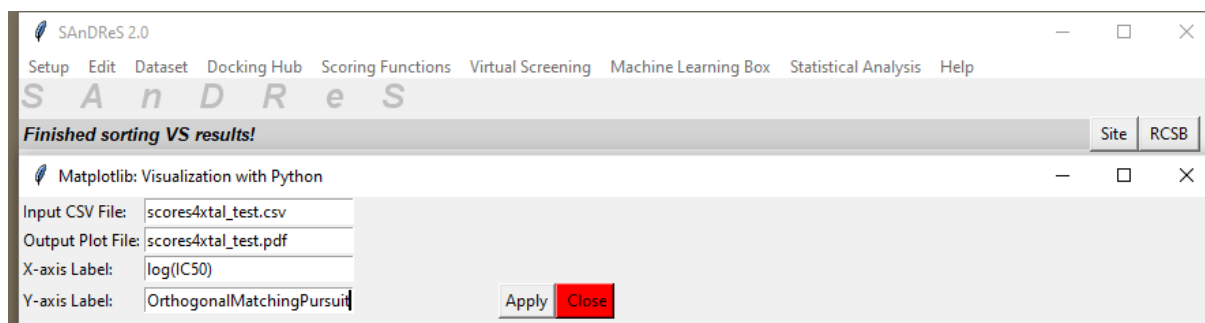 SAnDReS 2.0
Setup Edit Dataset Docking Hub Scoring Functions Virtual Screening Machine Learning Box Statistical Analysis Help
S A n D R e S
Finished sorting VS results! Site RCSB
Matplotlib: Visualization with Python
Input CSV File: scores4xtal_test.csv
Output Plot File: scores4xtal_test.pdf
X-axis Label: log(IC50)
Y-axis Label: OrthogonalMatchingPursuit Apply Close